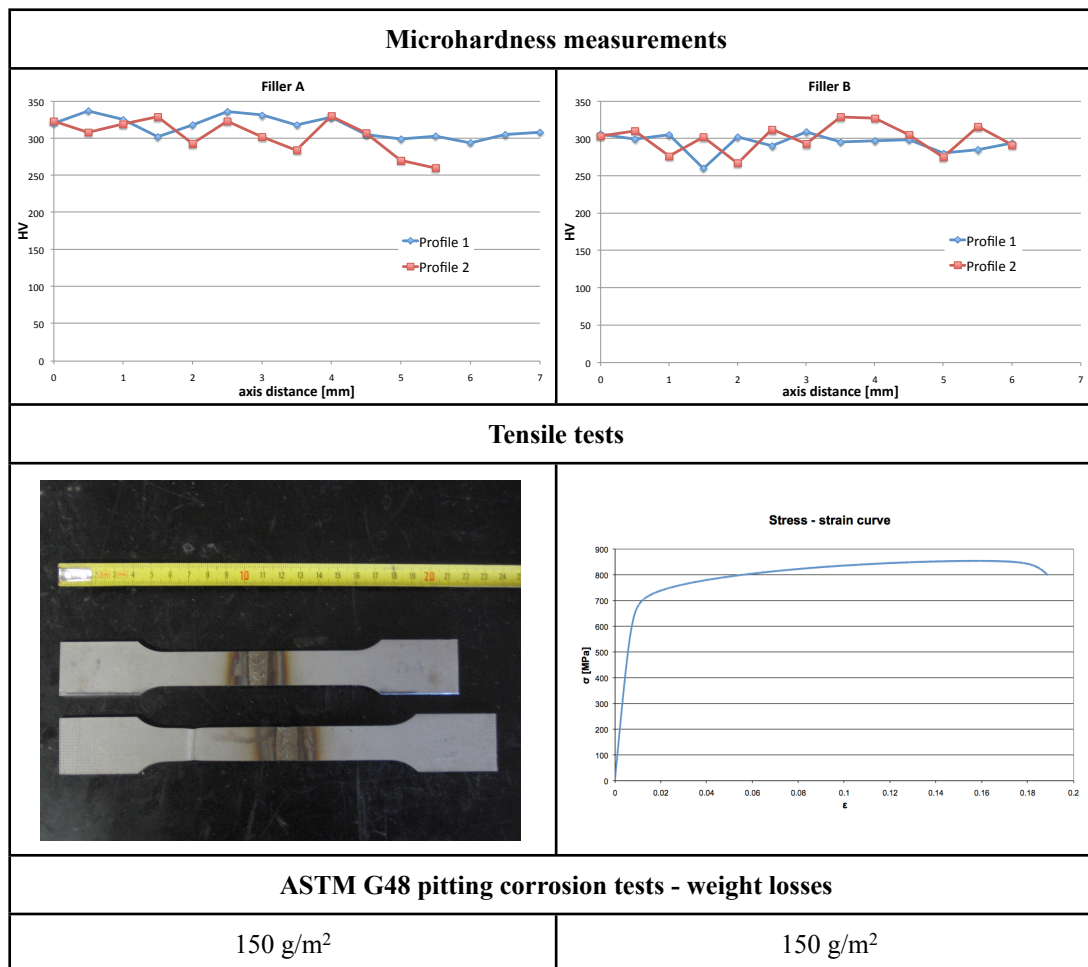 Microhardness measurements
Filler A
350
300
250
200
150
100
50
0
HV
Profile 1
Profile 2
0 1 2 3 4 5 6 7
axis distance [mm]
Filler B
350
300
250
200
150
100
50
0
HV
Profile 1
Profile 2
0 1 2 3 4 5 6 7
axis distance [mm]
Tensile tests
10
20
Stress - strain curve
900
800
700
600
500
400
300
200
100
0
σ [MPa]
0 0.02 0.04 0.06 0.08 0.1 0.12 0.14 0.16 0.18 0.2
ε
ASTM G48 pitting corrosion tests - weight losses
150 g/m²
150 g/m²